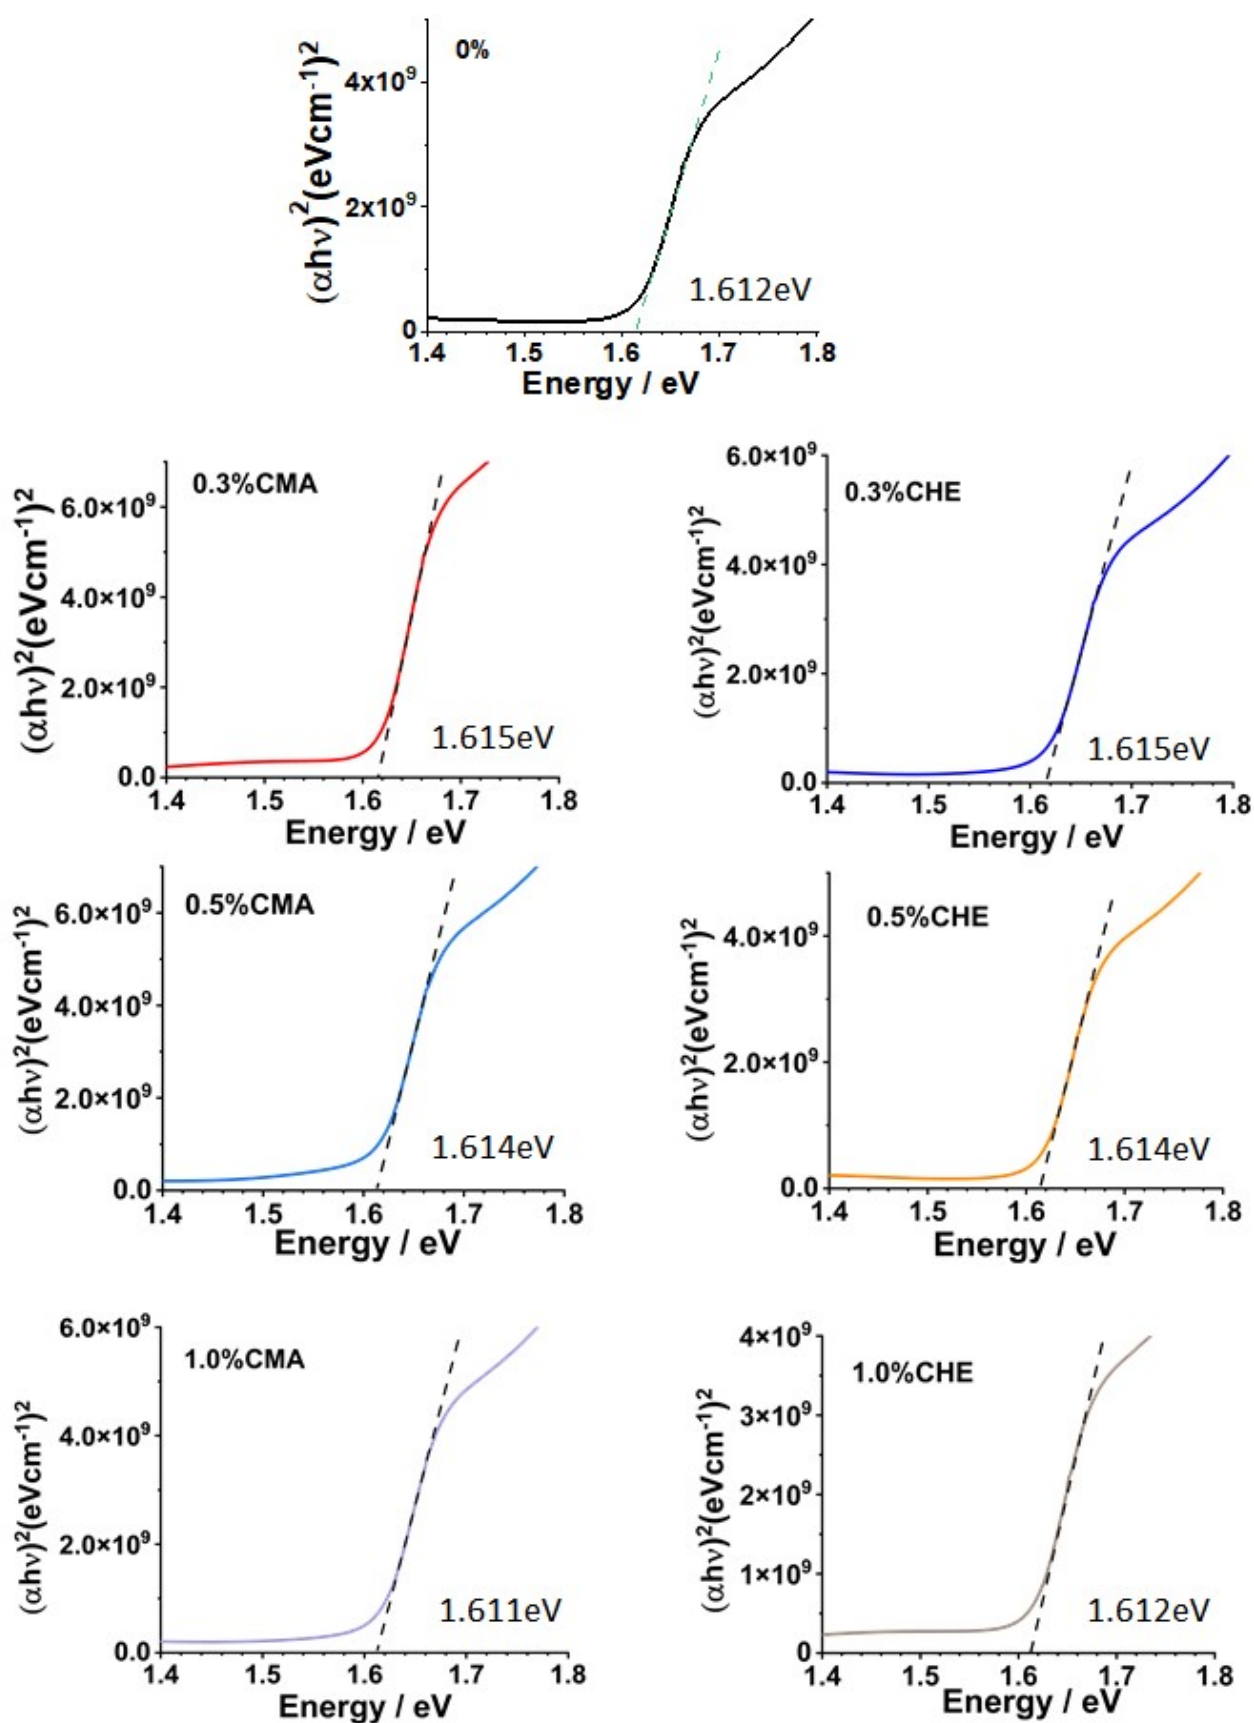 0%
(αhν)²(eVcm⁻¹)²
4x10⁹
2x10⁹
0
1.612eV
1.4 1.5 1.6 1.7 1.8
Energy / eV
0.3%CMA
(αhν)²(eVcm⁻¹)²
6.0×10⁹
4.0×10⁹
2.0×10⁹
0.0
1.615eV
1.4 1.5 1.6 1.7 1.8
Energy / eV
0.3%CHE
(αhν)²(eVcm⁻¹)²
6.0×10⁹
4.0×10⁹
2.0×10⁹
0.0
1.615eV
1.4 1.5 1.6 1.7 1.8
Energy / eV
0.5%CMA
(αhν)²(eVcm⁻¹)²
6.0×10⁹
4.0×10⁹
2.0×10⁹
0.0
1.614eV
1.4 1.5 1.6 1.7 1.8
Energy / eV
0.5%CHE
(αhν)²(eVcm⁻¹)²
4.0×10⁹
2.0×10⁹
0.0
1.614eV
1.4 1.5 1.6 1.7 1.8
Energy / eV
1.0%CMA
(αhν)²(eVcm⁻¹)²
6.0×10⁹
4.0×10⁹
2.0×10⁹
0.0
1.611eV
1.4 1.5 1.6 1.7 1.8
Energy / eV
1.0%CHE
(αhν)²(eVcm⁻¹)²
4×10⁹
3×10⁹
2×10⁹
1×10⁹
0
1.612eV
1.4 1.5 1.6 1.7 1.8
Energy / eV